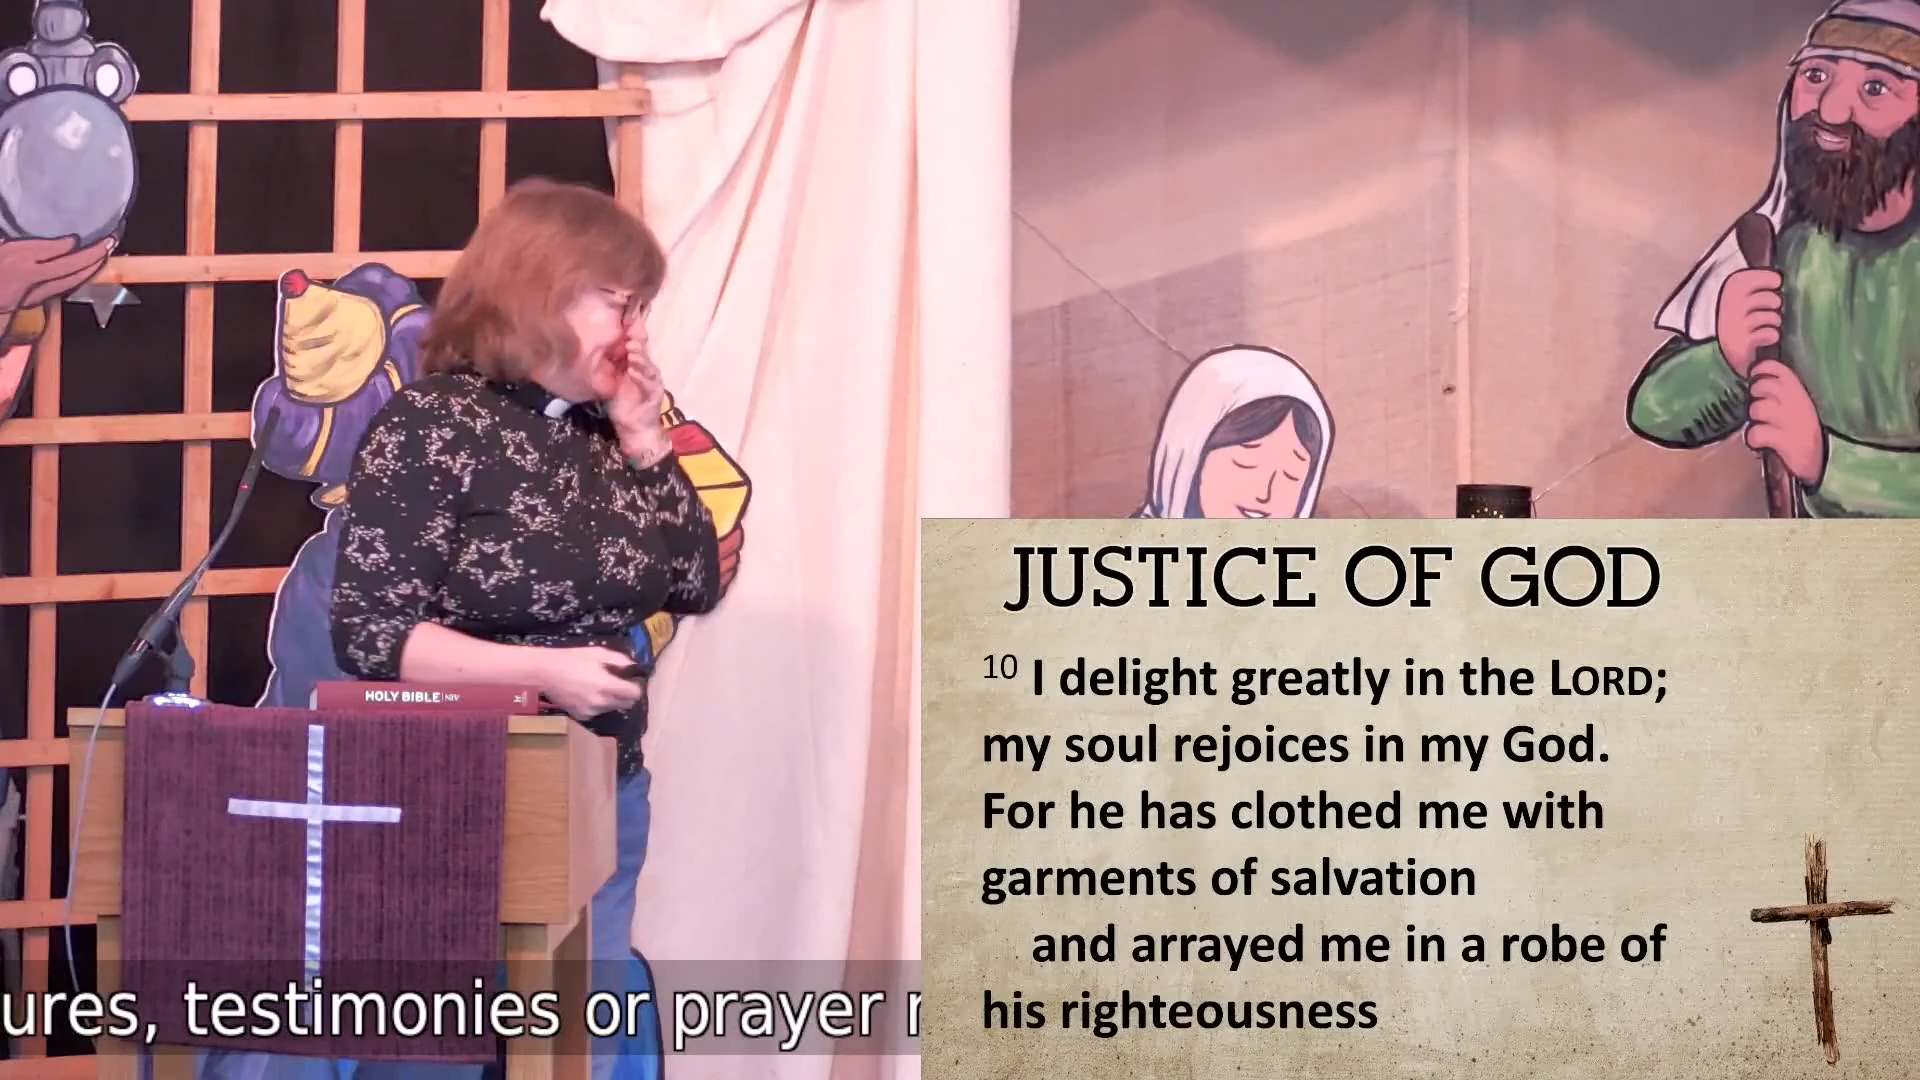 HOLY BIBLE | NIV
JUSTICE OF GOD
10 I delight greatly in the LORD;
my soul rejoices in my God.
For he has clothed me with
garments of salvation
and arrayed me in a robe of
his righteousness
ures, testimonies or prayer